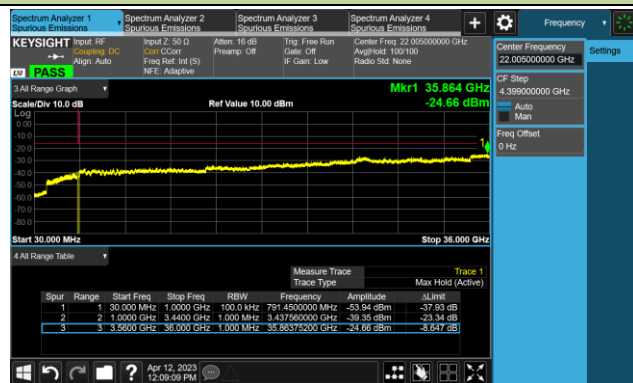 Spectrum Analyzer 1
Spurious Emissions
Spectrum Analyzer 2
Spurious Emissions
Spectrum Analyzer 3
Spurious Emissions
Spectrum Analyzer 4
Spurious Emissions
Frequency
KEYSIGHT
Input: RF
Coupling: DC
Align: Auto
Input Z: 50 Ω
Corr CCorr
Freq Ref: Int (S)
NFE: Adaptive
Atten: 16 dB
Preamp: Off
Trig: Free Run
Gate: Off
IF Gain: Low
Center Freq: 22.005000000 GHz
Avg|Hold: 100/100
Radio Std: None
LXI PASS
Center Frequency
22.005000000 GHz
Settings
CF Step
4.399000000 GHz
Auto
Man
Freq Offset
0 Hz
3 All Range Graph
Mkr1 35.864 GHz
Scale/Div 10.0 dB
Ref Value 10.00 dBm
-24.66 dBm
Log
0.00
-10.0
-20.0
-30.0
-40.0
-50.0
-60.0
-70.0
-80.0
1
Start 30.000 MHz
Stop 36.000 GHz
4 All Range Table
Measure Trace Trace 1
Trace Type Max Hold (Active)
Spur Range Start Freq Stop Freq RBW Frequency Amplitude ΔLimit
1 1 30.000 MHz 1.0000 GHz 100.0 kHz 791.4500000 MHz -53.94 dBm -37.93 dB
2 2 1.0000 GHz 3.4400 GHz 1.000 MHz 3.437560000 GHz -39.35 dBm -23.34 dB
3 3 3.5600 GHz 36.000 GHz 1.000 MHz 35.86375200 GHz -24.66 dBm -8.647 dB
Apr 12, 2023
12:09:09 PM